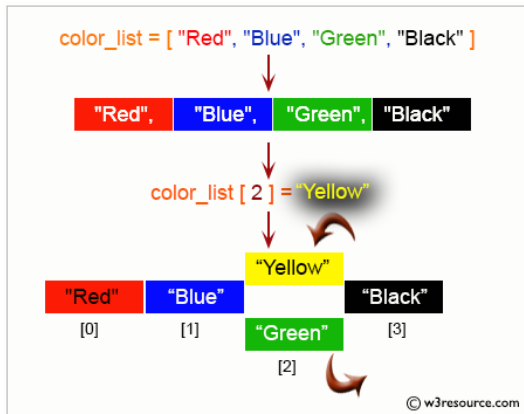 color_list = [ "Red", "Blue", "Green", "Black" ]
"Red", "Blue", "Green", "Black"
color_list [ 2 ] = “Yellow”
“Yellow”
"Red" “Blue” “Black”
[0] [1] “Green” [3]
[2]
© w3resource.com